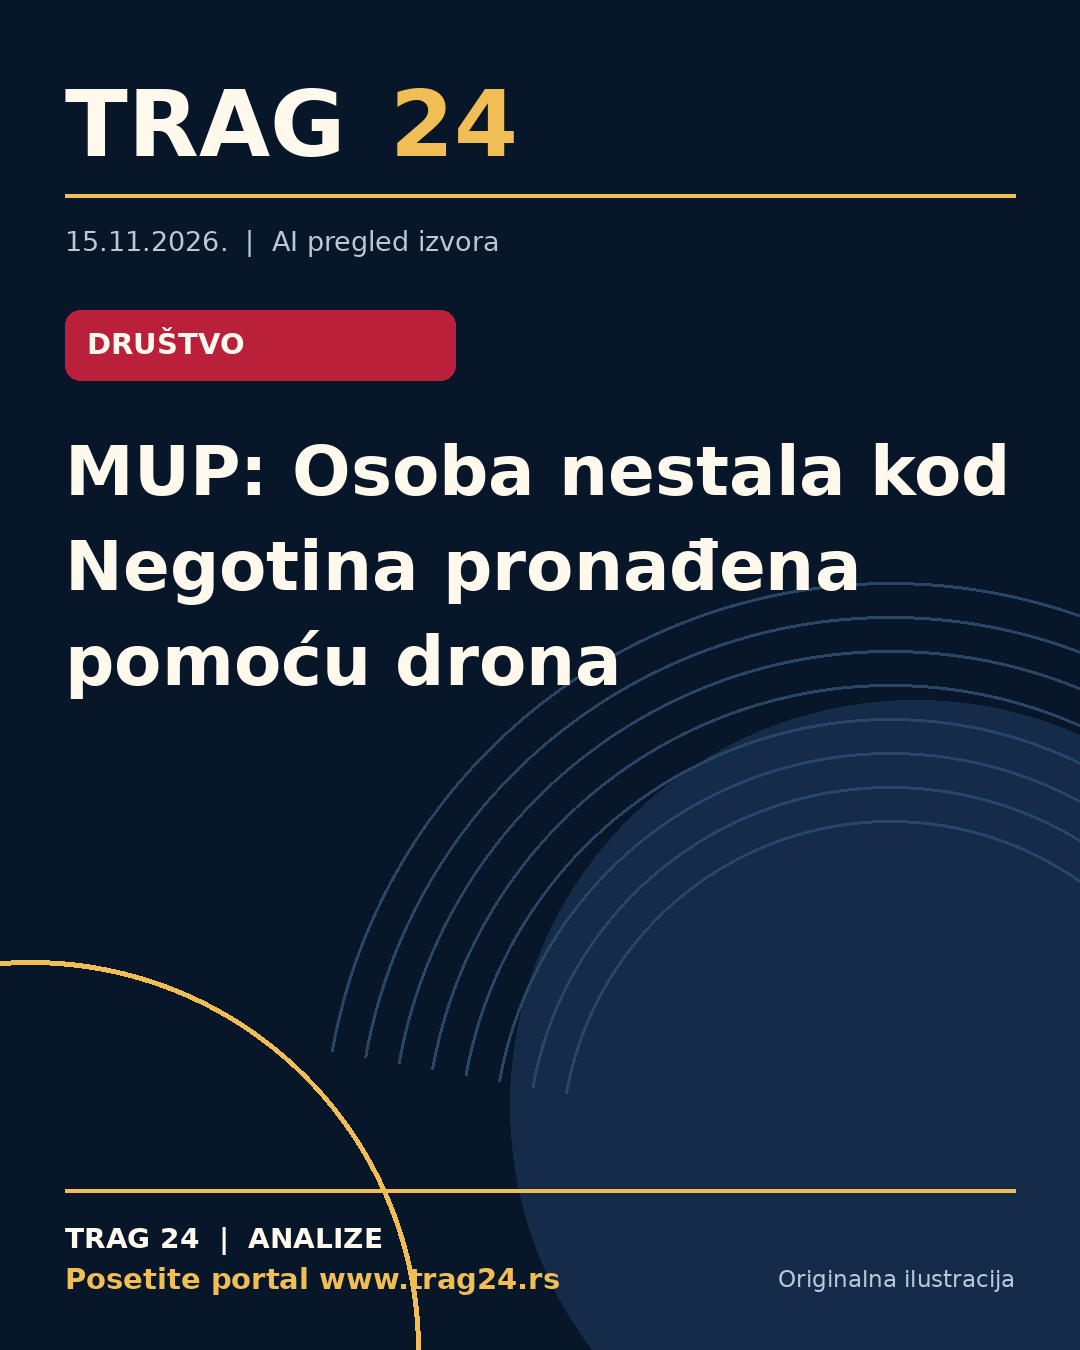 TRAG 24
15.11.2026. | AI pregled izvora
DRUŠTVO
MUP: Osoba nestala kod
Negotina pronađena
pomoću drona
TRAG 24 | ANALIZE
Posetite portal www.trag24.rs
Originalna ilustracija